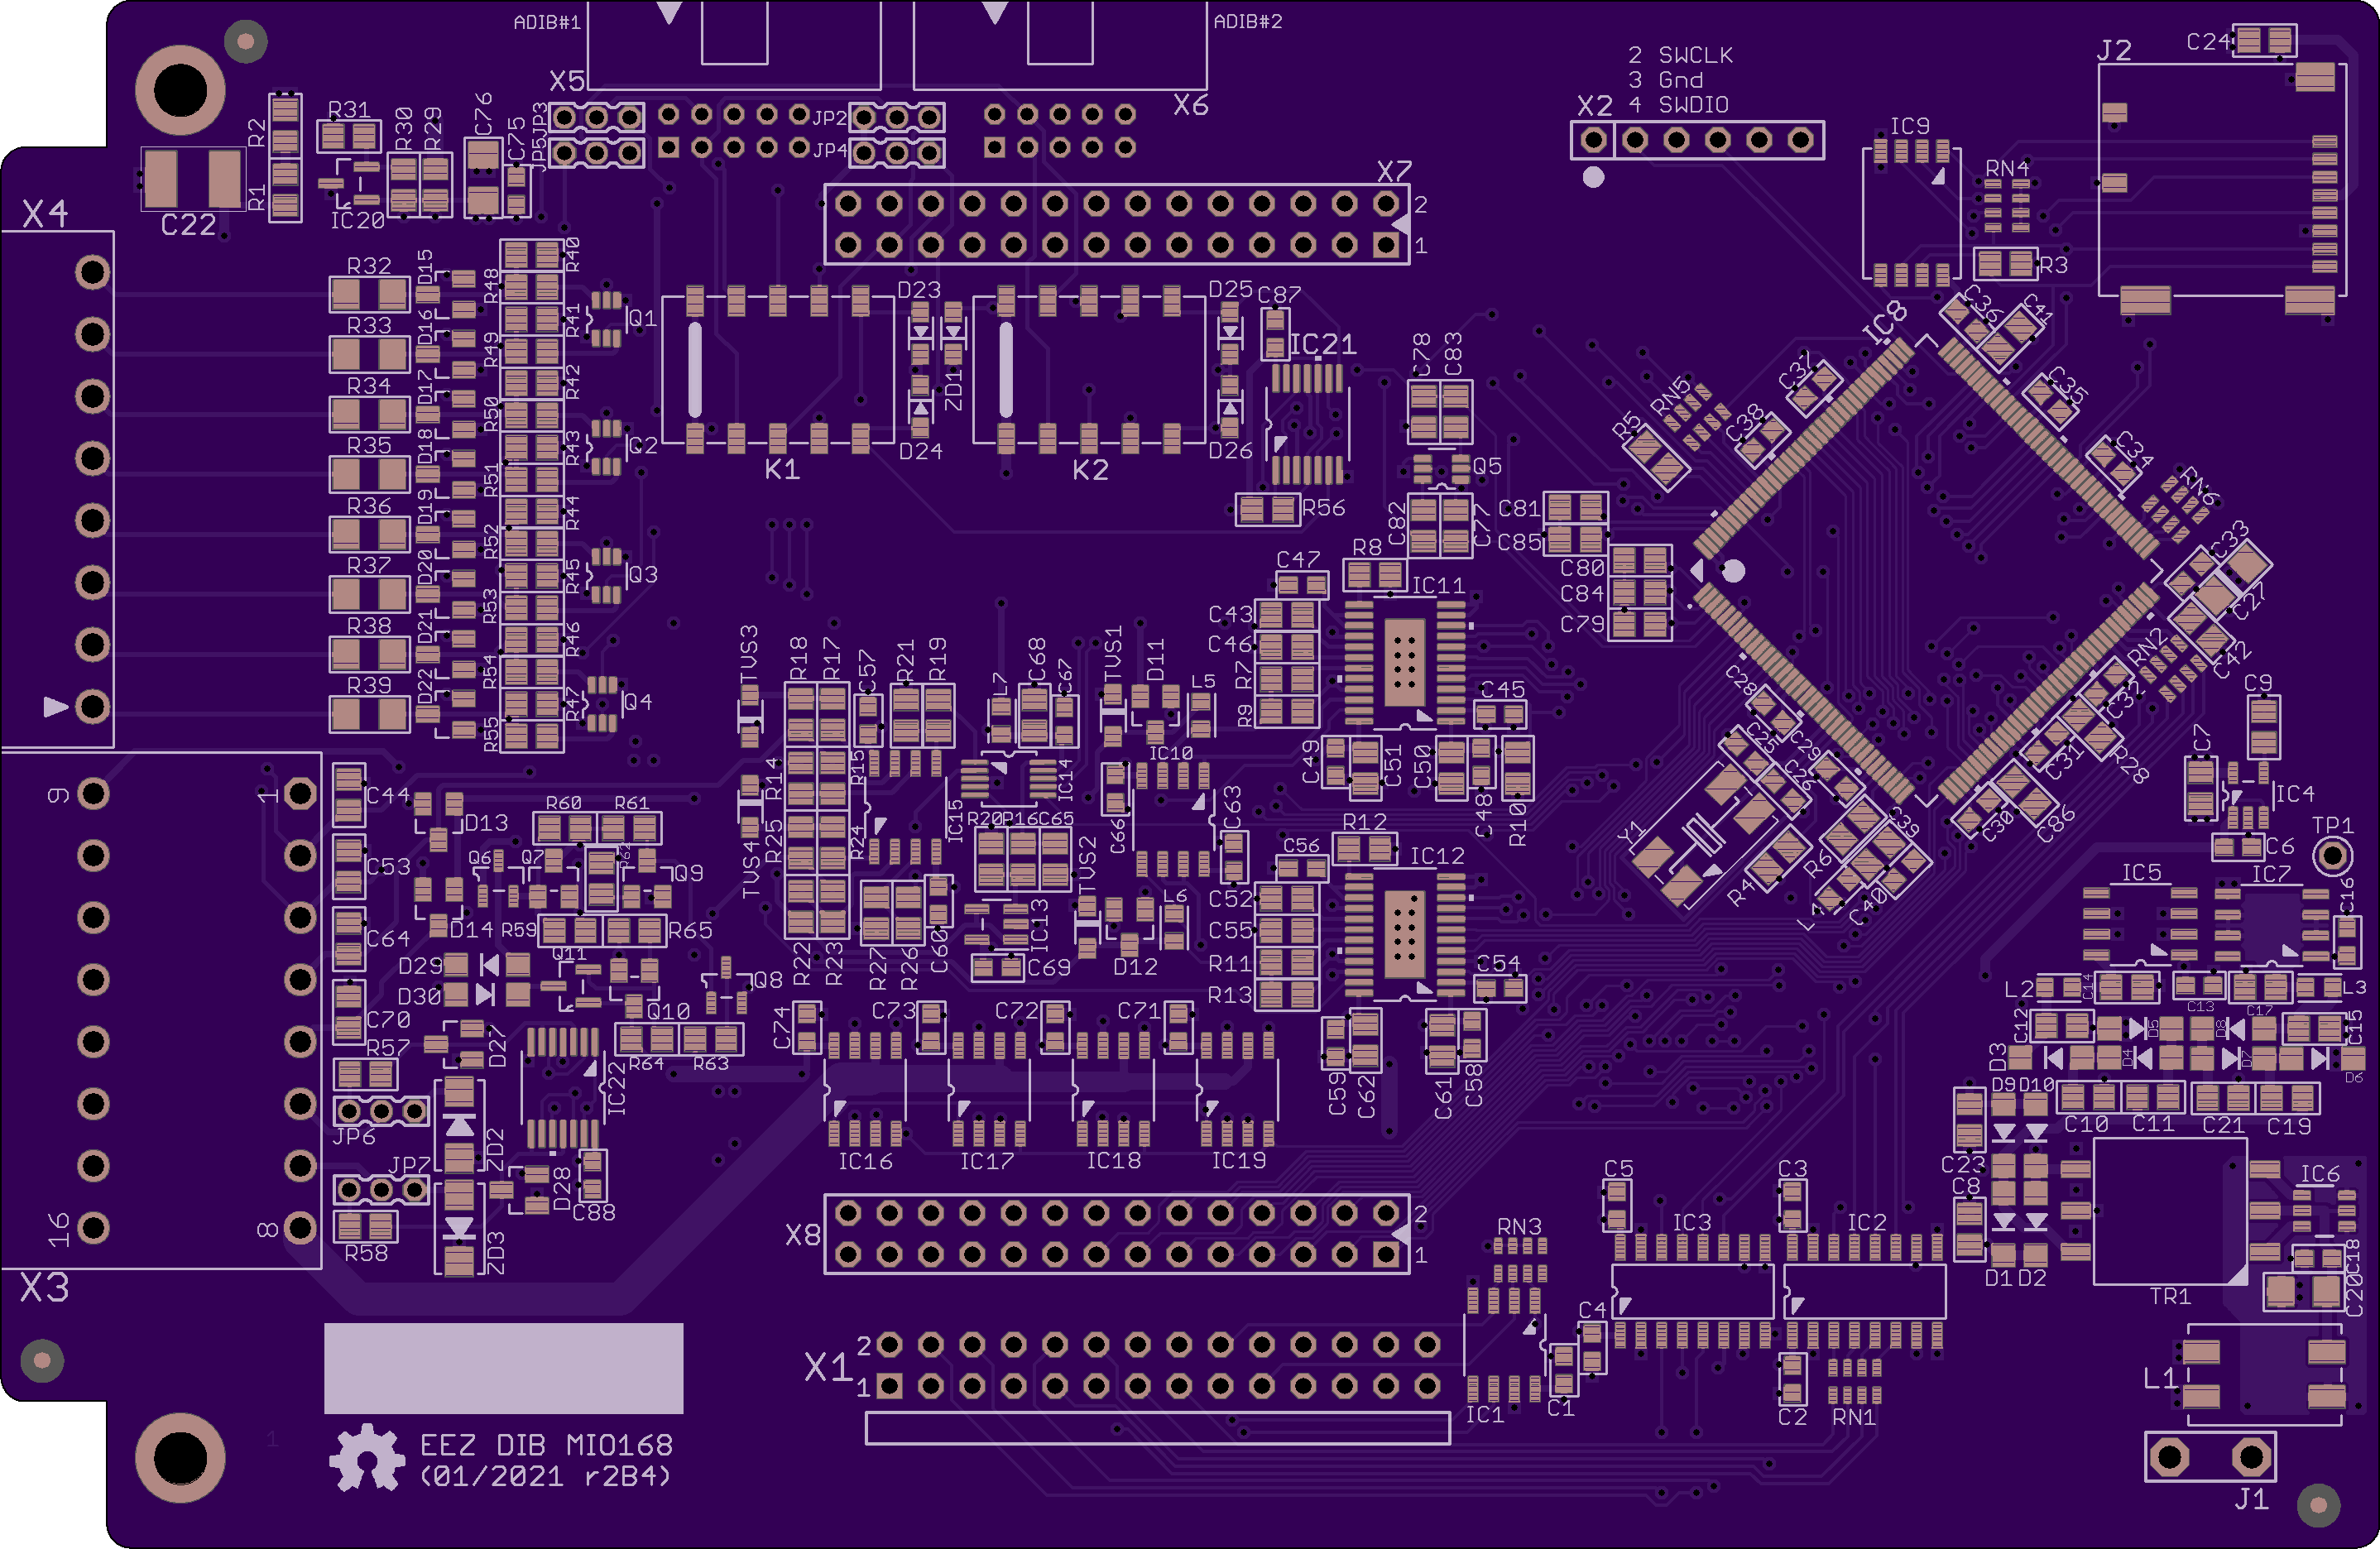 ADIB#1
ADIB#2
X5
X6
2 SWCLK
3 Gnd
4 SWDIO
X2
J2
C24
R2
R31
R30
R29
C76
C75
JP3
JP5
JP2
JP4
IC9
RN4
X7
2
1
X4
C22
R1
IC20
R3
R32
D15
R48
R40
R33
D16
R41
Q1
R49
R34
D17
R42
R50
R35
D18
R43
Q2
R51
R36
D19
R44
R52
R37
D20
R45
Q3
R53
R38
D21
R46
R54
R39
D22
R47
Q4
R55
D23
ZD1
D24
K1
D25
D26
K2
C87
IC21
R56
C78
C83
Q5
C82
C77
C81
C85
C80
C84
C79
IC8
C36
C41
C37
C35
RN5
R5
C38
C34
RN6
C33
C27
C42
RN2
C32
R28
C31
C86
C30
C28
C25
C29
C26
Y1
R4
R6
C39
C40
L4
C9
C7
IC4
C6
TP1
C47
R8
IC11
C43
C46
R7
R9
C45
C49
C51
C50
C48
R10
TVS3
R18
R17
C57
R21
R19
L7
C68
C67
TVS1
D11
L5
IC10
R14
R15
IC14
C66
C63
IC15
R20
R16
C65
TVS2
R25
R24
TVS4
R22
R23
R27
R26
C60
IC13
C69
D12
L6
R12
C56
IC12
C52
C55
R11
R13
C54
C59
C62
C61
C58
9
1
C44
D13
R60
R61
C53
Q6
Q7
R62
Q9
C64
D14
R59
R65
D29
D30
Q11
Q10
Q8
C70
R57
D27
R64
R63
IC22
JP6
ZD2
JP7
D28
C88
ZD3
R58
16
8
X3
C74
C73
C72
C71
IC16
IC17
IC18
IC19
X8
2
1
IC5
IC7
C16
L2
C14
C13
C17
L3
C12
D5
D8
C15
D3
D4
D7
D6
D9
D10
C10
C11
C21
C19
C23
C8
D1
D2
TR1
IC6
C18
C20
L1
J1
RN3
C5
IC3
C3
IC2
C4
IC1
C1
C2
RN1
X1
2
1
EEZ DIB MIO168
(01/2021 r2B4)
1